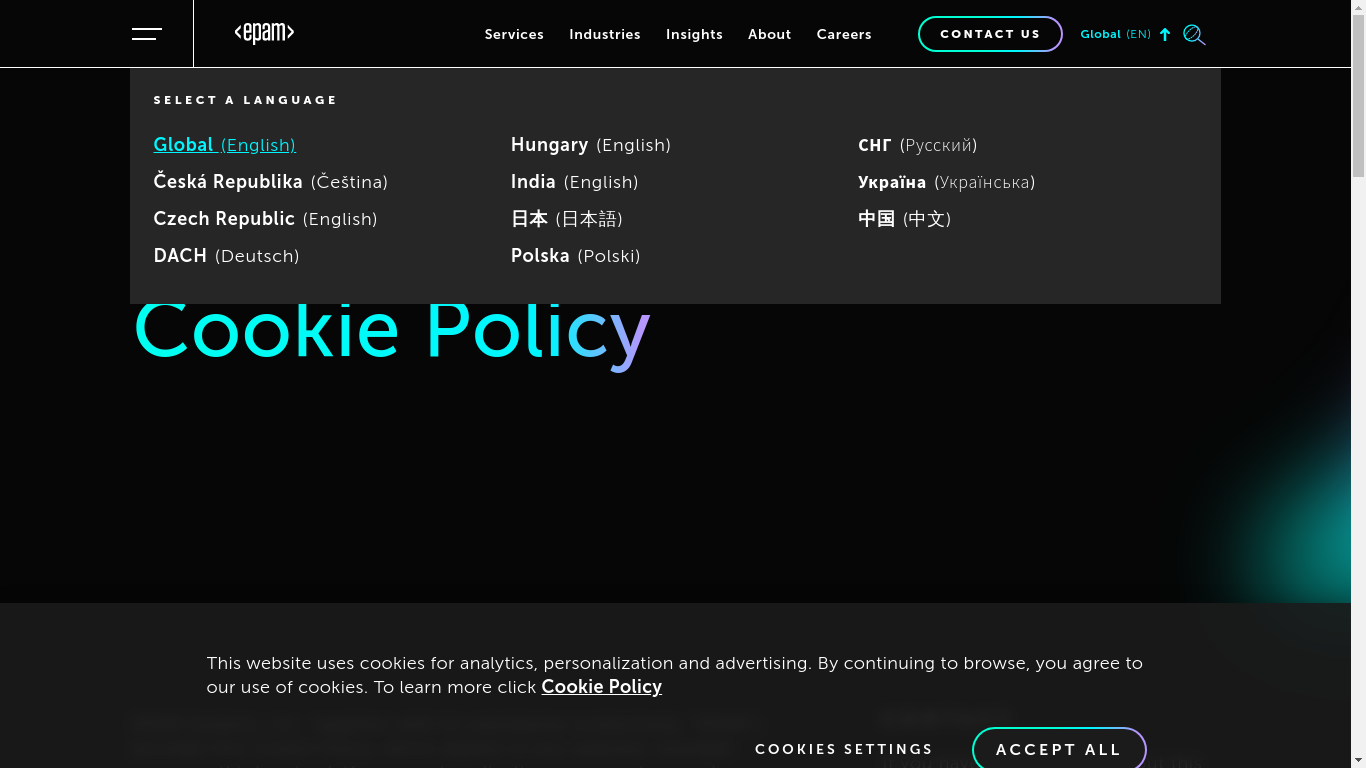 <epam>
Services Industries Insights About Careers CONTACT US Global (EN)
SELECT A LANGUAGE
Global (English)
Česká Republika (Čeština)
Czech Republic (English)
DACH (Deutsch)
Hungary (English)
India (English)
日本 (日本語)
Polska (Polski)
СНГ (Русский)
Україна (Українська)
中国 (中文)
Cookie Policy
This website uses cookies for analytics, personalization and advertising. By continuing to browse, you agree to
our use of cookies. To learn more click Cookie Policy
COOKIES SETTINGS ACCEPT ALL